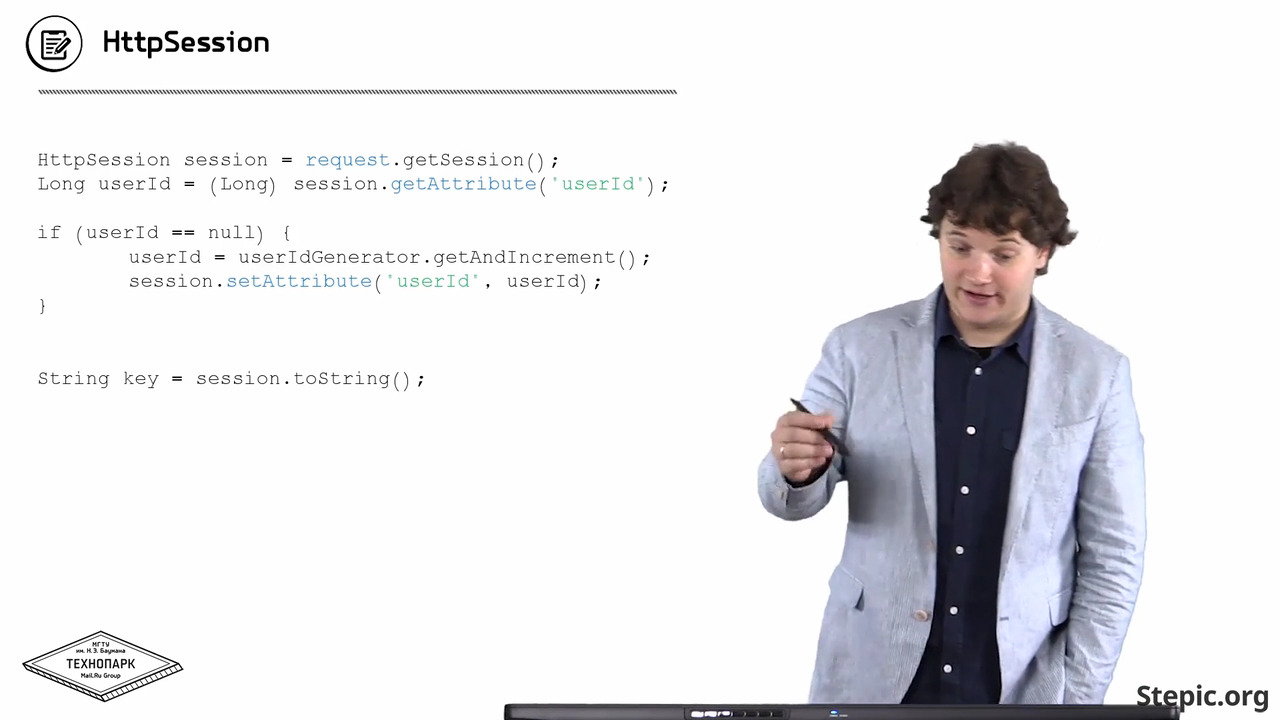 HttpSession
HttpSession session = request.getSession();
Long userId = (Long) session.getAttribute('userId');
if (userId == null) {
userId = userIdGenerator.getAndIncrement();
session.setAttribute('userId', userId);
}
String key = session.toString();
МГТУ
им. Н.Э. Баумана
ТЕХНОПАРК
Mail.Ru Group
Stepic.org